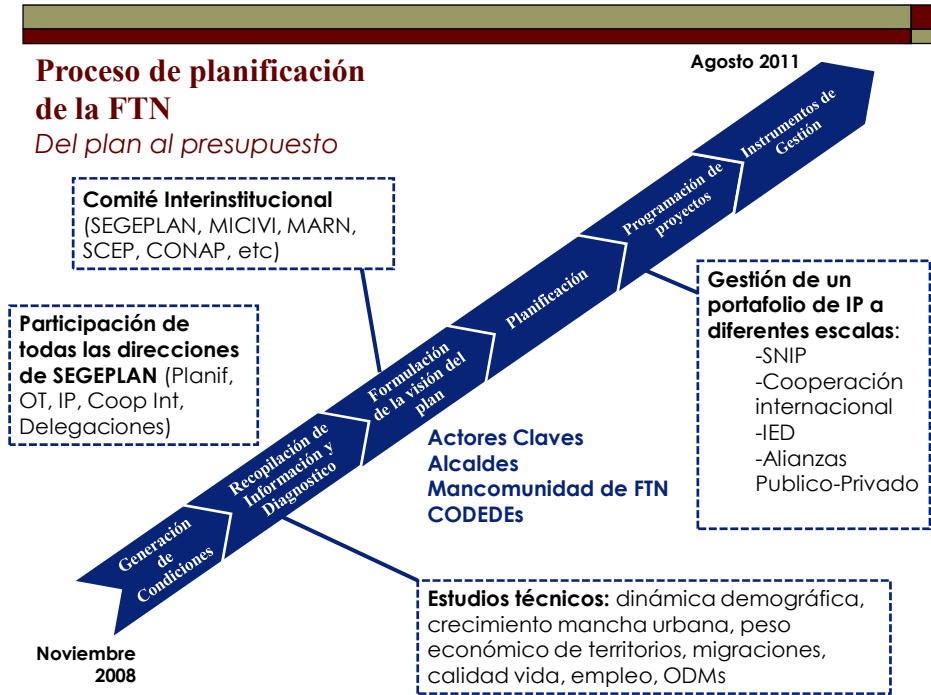 Proceso de planificación
de la FTN
Del plan al presupuesto
Agosto 2011
Comité Interinstitucional
(SEGEPLAN, MICIVI, MARN,
SCEP, CONAP, etc)
Participación de
todas las direcciones
de SEGEPLAN (Planif,
OT, IP, Coop Int,
Delegaciones)
Generación
de
Condiciones
Recopilación de
Información y
Diagnostico
Formulación
de la visión del
plan
Planificación
Programación de
proyectos
Instrumentos de
Gestión
Gestión de un
portafolio de IP a
diferentes escalas:
-SNIP
-Cooperación
internacional
-IED
-Alianzas
Publico-Privado
Actores Claves
Alcaldes
Mancomunidad de FTN
CODEDEs
Estudios técnicos: dinámica demográfica,
crecimiento mancha urbana, peso
económico de territorios, migraciones,
calidad vida, empleo, ODMs
Noviembre
2008